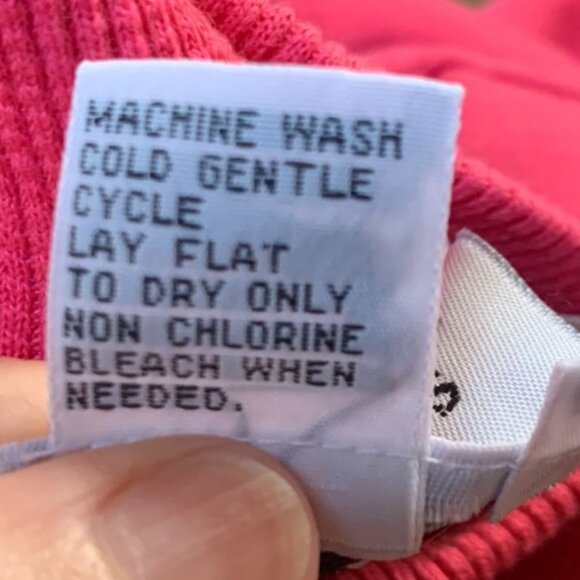 MACHINE WASH
COLD GENTLE
CYCLE
LAY FLAT
TO DRY ONLY
NON CHLORINE
BLEACH WHEN
NEEDED.